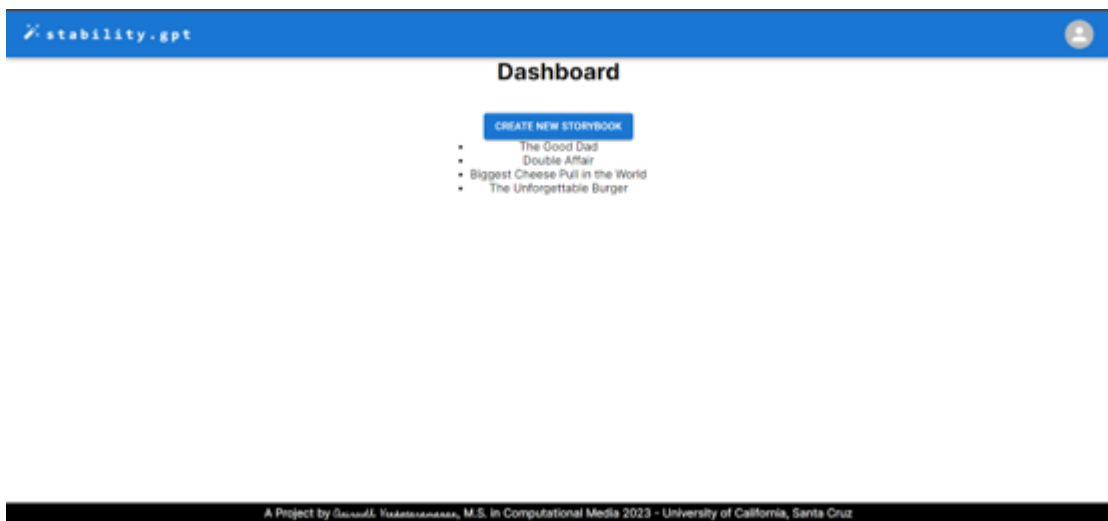 stability.gpt
Dashboard
CREATE NEW STORYBOOK
• The Good Dad
• Double Affair
• Biggest Cheese Pull in the World
• The Unforgettable Burger
A Project by M.S. in Computational Media 2023 - University of California, Santa Cruz